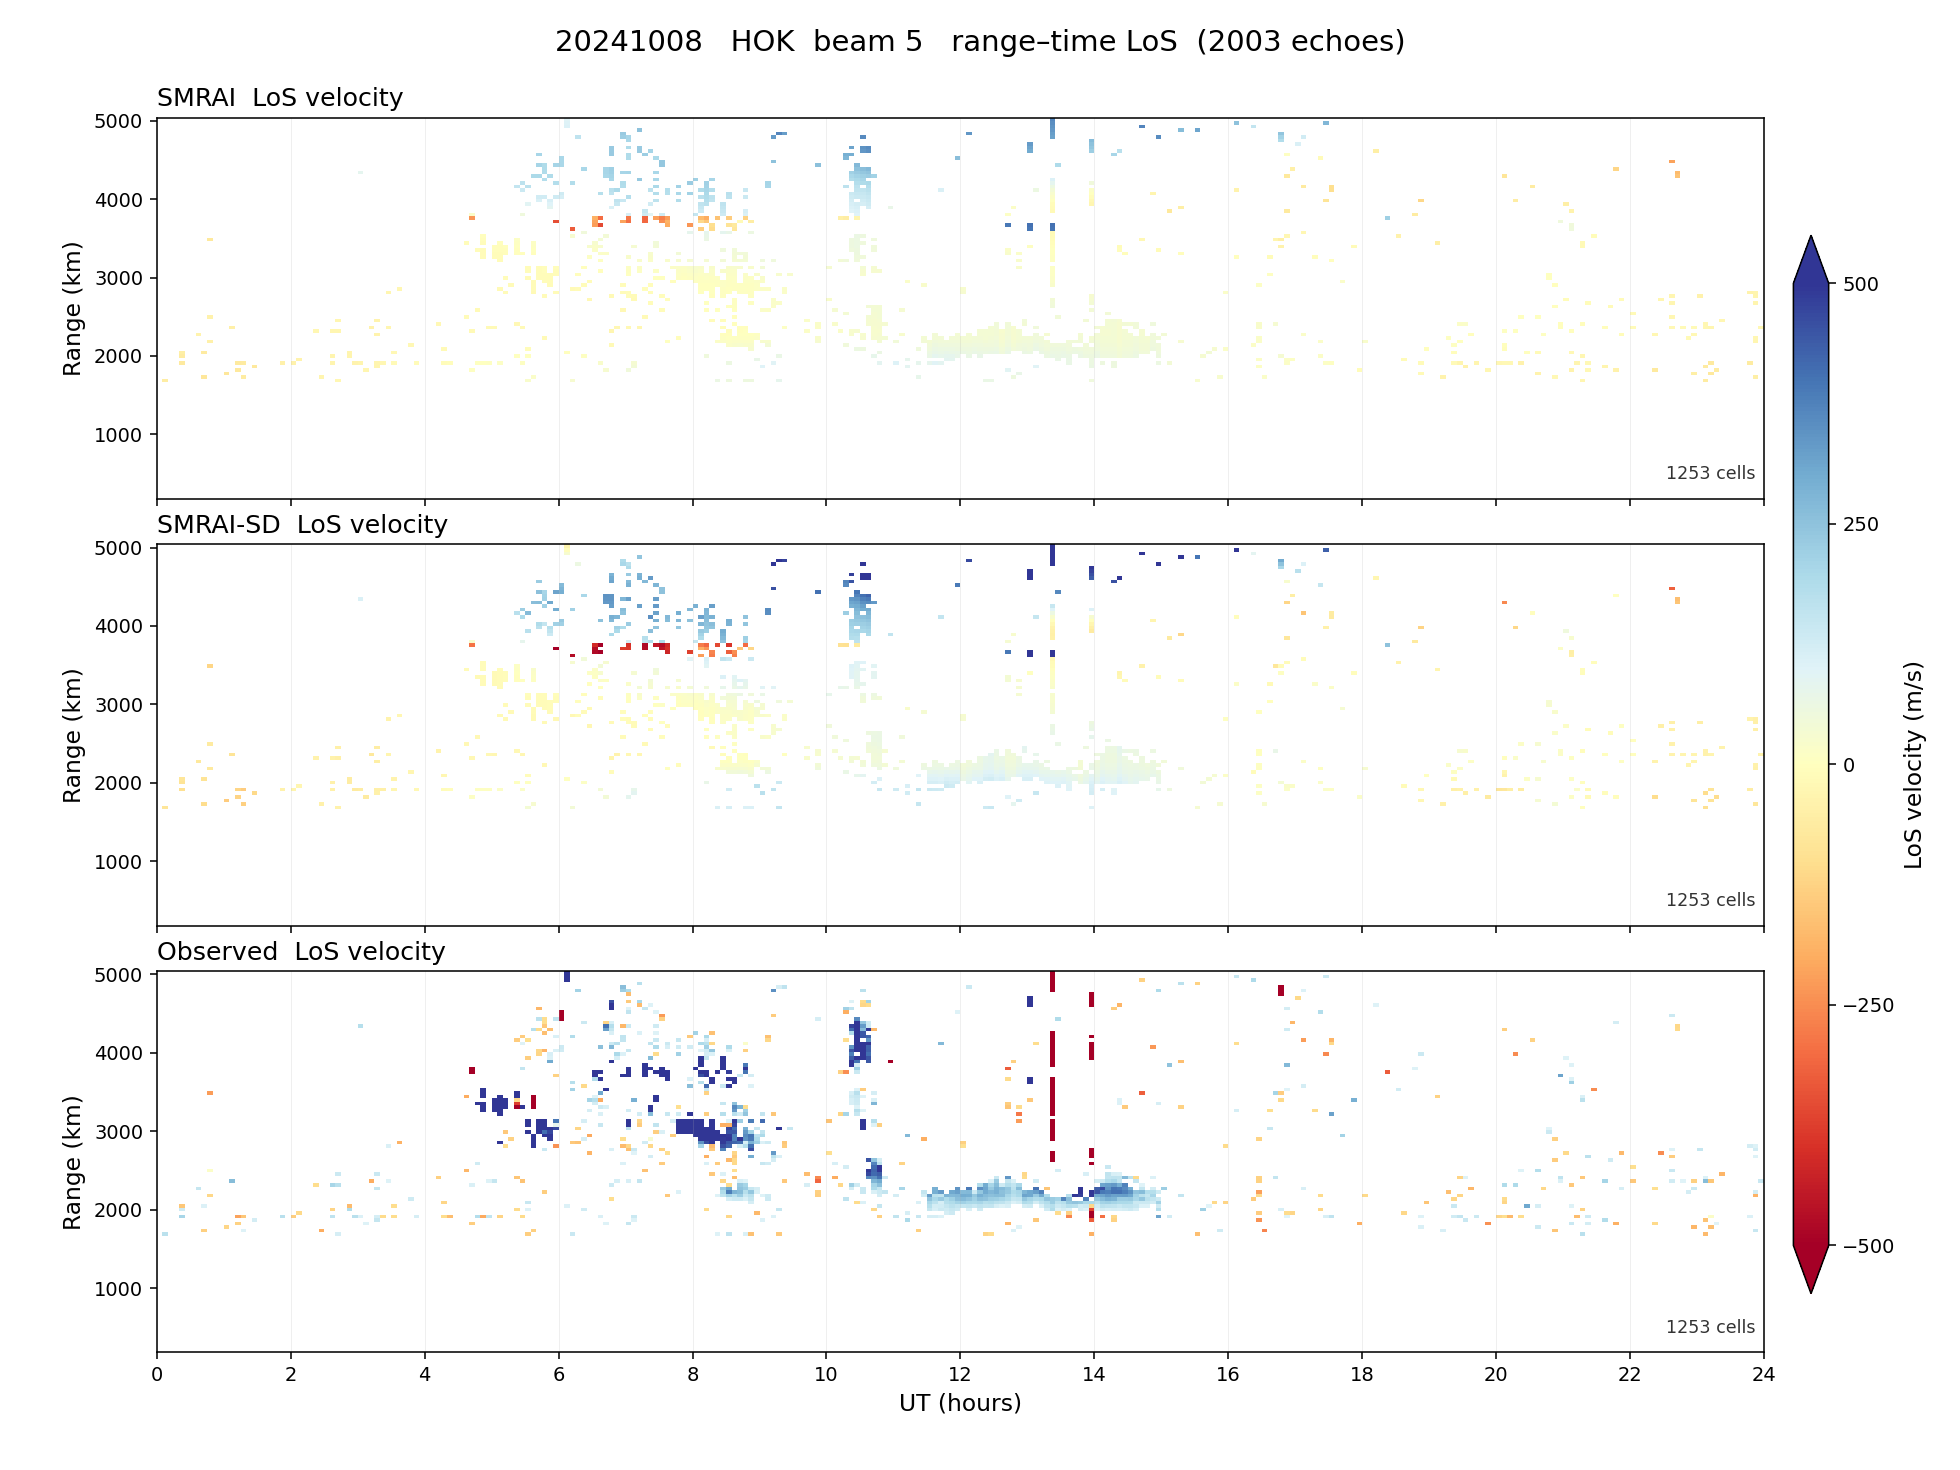 20241008   HOK  beam 5   range–time LoS  (2003 echoes)
SMRAI  LoS velocity
5000
4000
3000
2000
1000
Range (km)
1253 cells
SMRAI-SD  LoS velocity
5000
4000
3000
2000
1000
Range (km)
1253 cells
Observed  LoS velocity
5000
4000
3000
2000
1000
Range (km)
1253 cells
0 2 4 6 8 10 12 14 16 18 20 22 24
UT (hours)
500
250
0
−250
−500
LoS velocity (m/s)